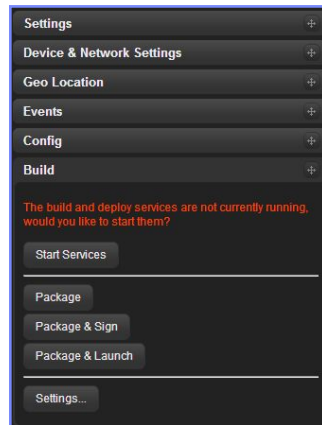 Settings
Device & Network Settings
Geo Location
Events
Config
Build
The build and deploy services are not currently running,
would you like to start them?
Start Services
Package
Package & Sign
Package & Launch
Settings...